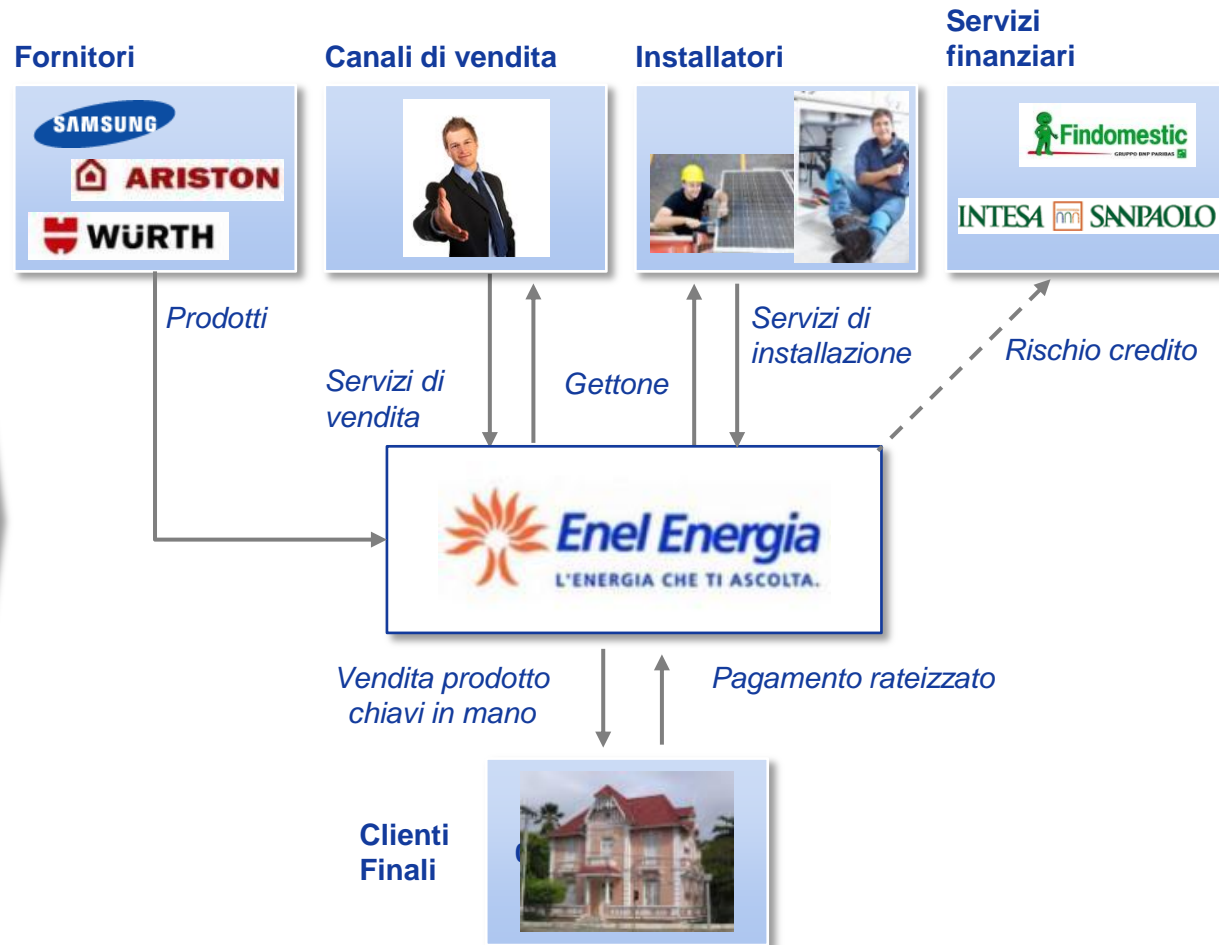 Servizi
finanziari
Fornitori
Canali di vendita
Installatori
SAMSUNG
ARISTON
WÜRTH
Findomestic
GRUPPO BNP PARIBAS
INTESA SANPAOLO
Prodotti
Servizi di
vendita
Gettone
Servizi di
installazione
Rischio credito
Enel Energia
L'ENERGIA CHE TI ASCOLTA.
Vendita prodotto
chiavi in mano
Pagamento rateizzato
Clienti
Finali